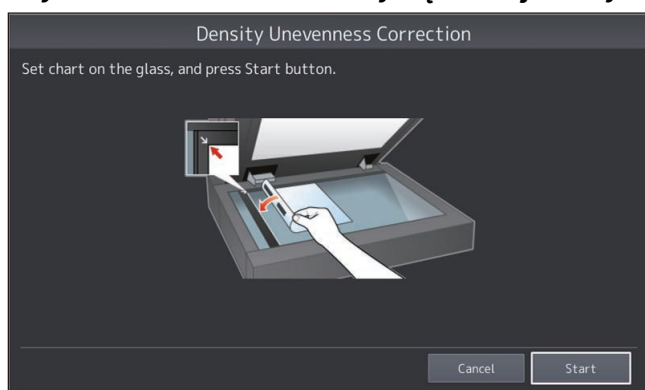 Density Unevenness Correction
Set chart on the glass, and press Start button.
Cancel
Start